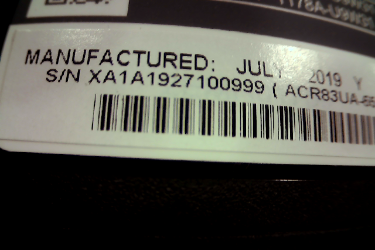 MANUFACTURED: JULY 2019 Y
S/N XA1A1927100999 ( ACR83UA-